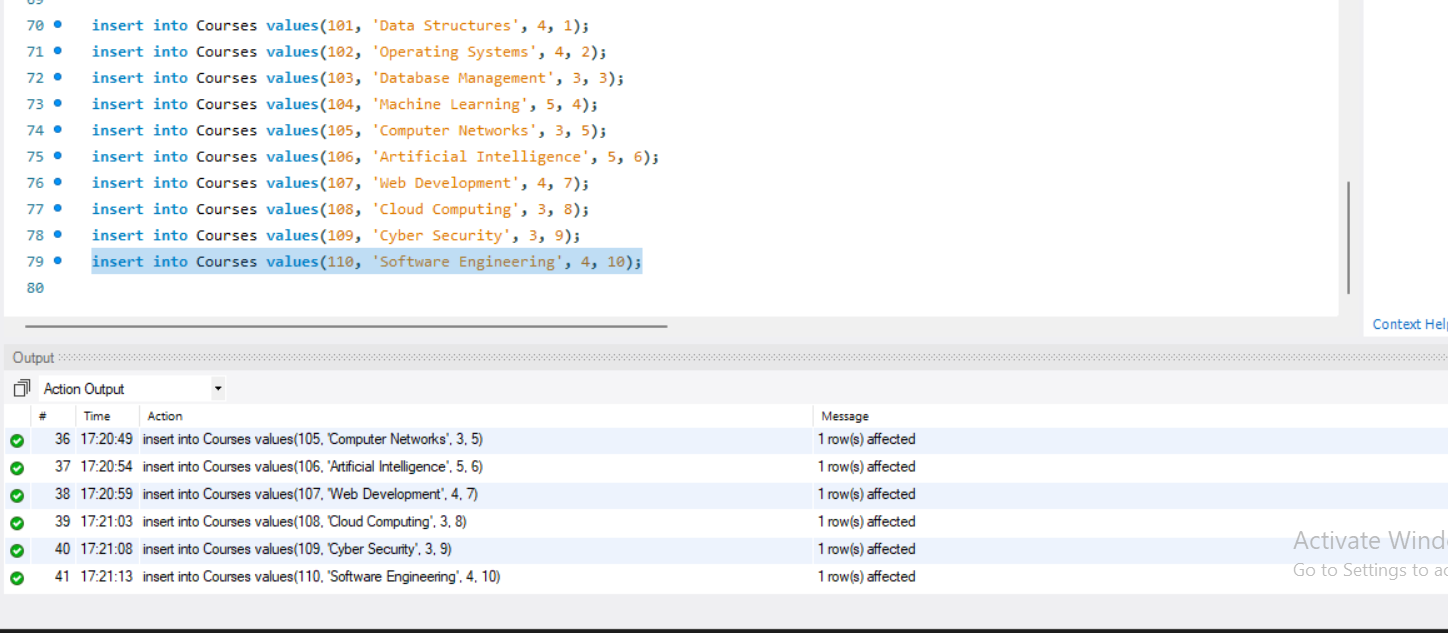 69
70 insert into Courses values(101, 'Data Structures', 4, 1);
71 insert into Courses values(102, 'Operating Systems', 4, 2);
72 insert into Courses values(103, 'Database Management', 3, 3);
73 insert into Courses values(104, 'Machine Learning', 5, 4);
74 insert into Courses values(105, 'Computer Networks', 3, 5);
75 insert into Courses values(106, 'Artificial Intelligence', 5, 6);
76 insert into Courses values(107, 'Web Development', 4, 7);
77 insert into Courses values(108, 'Cloud Computing', 3, 8);
78 insert into Courses values(109, 'Cyber Security', 3, 9);
79 insert into Courses values(110, 'Software Engineering', 4, 10);
80
Context Help
Output
Action Output
# Time Action Message
36 17:20:49 insert into Courses values(105, 'Computer Networks', 3, 5) 1 row(s) affected
37 17:20:54 insert into Courses values(106, 'Artificial Intelligence', 5, 6) 1 row(s) affected
38 17:20:59 insert into Courses values(107, 'Web Development', 4, 7) 1 row(s) affected
39 17:21:03 insert into Courses values(108, 'Cloud Computing', 3, 8) 1 row(s) affected
40 17:21:08 insert into Courses values(109, 'Cyber Security', 3, 9) 1 row(s) affected
41 17:21:13 insert into Courses values(110, 'Software Engineering', 4, 10) 1 row(s) affected
Activate Wind
Go to Settings to ac